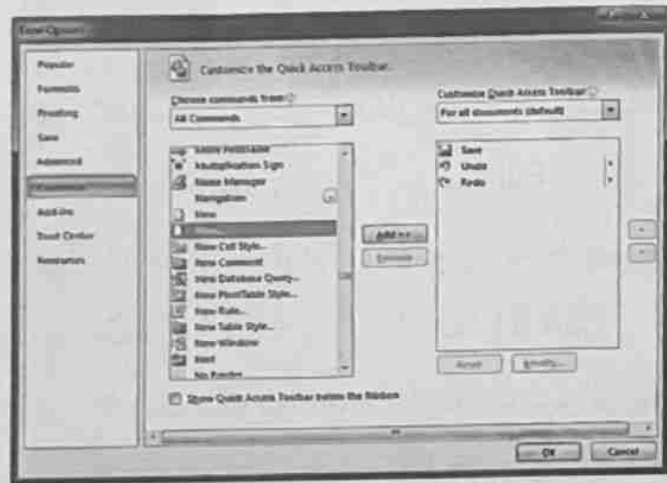 Excel Options
Popular
Formulas
Proofing
Save
Advanced
Customize
Add-Ins
Trust Center
Resources
Customize the Quick Access Toolbar.
Choose commands from:
All Commands
Multiplication Sign
Name Manager
Navigation
New
New Cell Style...
New Comment
New Database Query...
New PivotTable Style...
New Rule...
New Table Style...
New Window
Next
No Border
Show Quick Access Toolbar below the Ribbon
Add >>
Remove
Customize Quick Access Toolbar:
For all documents (default)
Save
Undo
Redo
Reset
Modify...
OK
Cancel